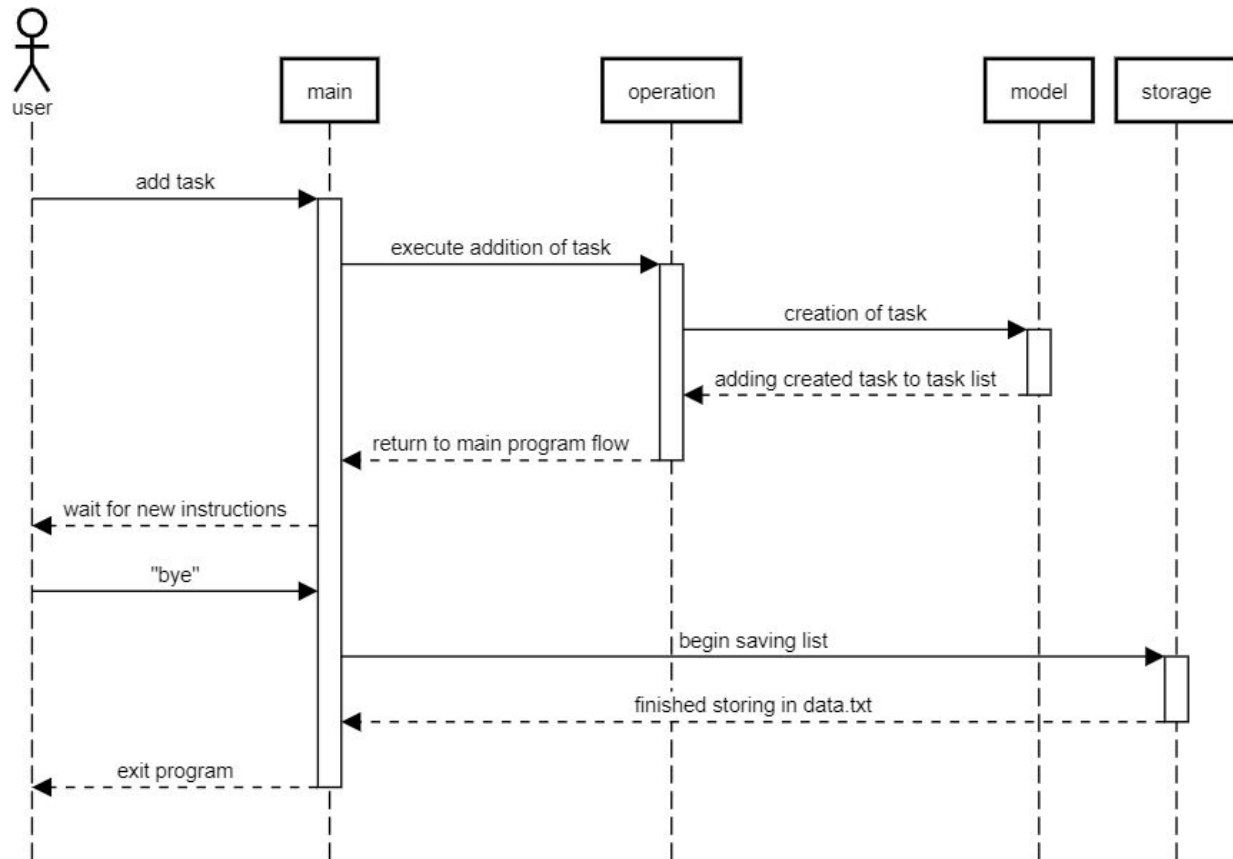 user
main
operation
model
storage
add task
execute addition of task
creation of task
adding created task to task list
return to main program flow
wait for new instructions
"bye"
begin saving list
finished storing in data.txt
exit program